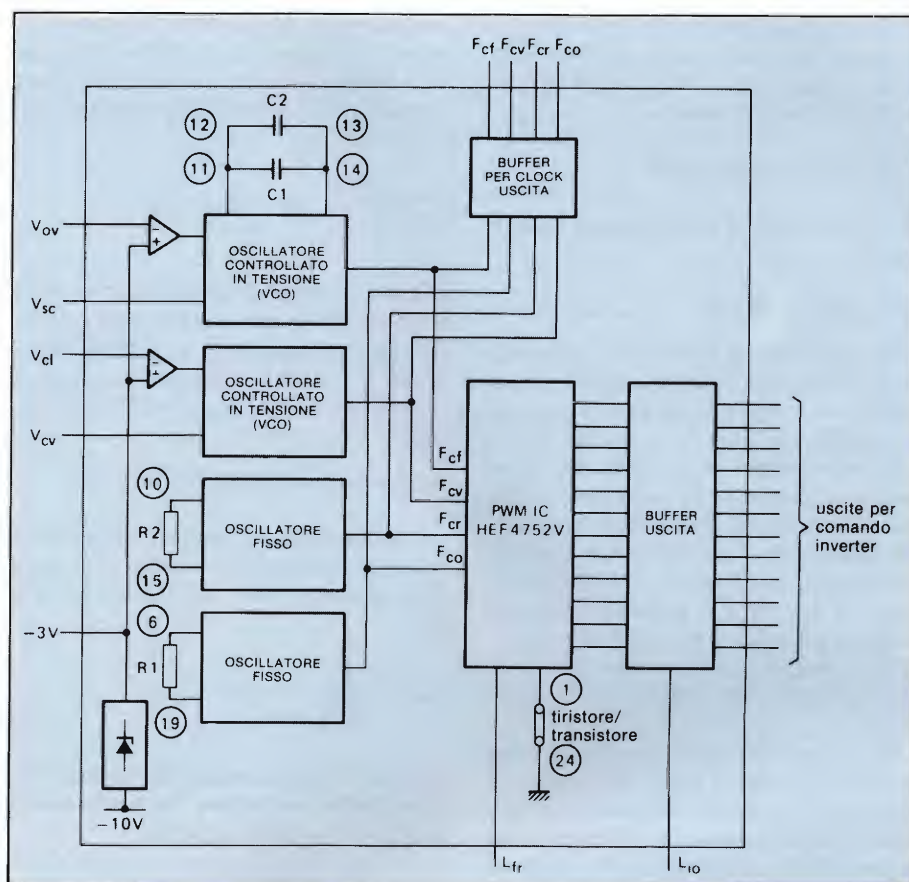 Fcf Fcv Fcr Fco
C2
12 13
11 14
C1
BUFFER
PER CLOCK
USCITA
Vov
- +
OSCILLATORE
CONTROLLATO
IN TENSIONE
(VCO)
Vsc
Vcl
- +
OSCILLATORE
CONTROLLATO
IN TENSIONE
(VCO)
Vcv
10
R2
15
OSCILLATORE
FISSO
-3V
6
R1
19
OSCILLATORE
FISSO
-10V
Fcf
Fcv
Fcr
Fco
PWM IC
HEF4752V
BUFFER
USCITA
uscite per
comando
inverter
1
tiristore/
transistore
24
Lfr